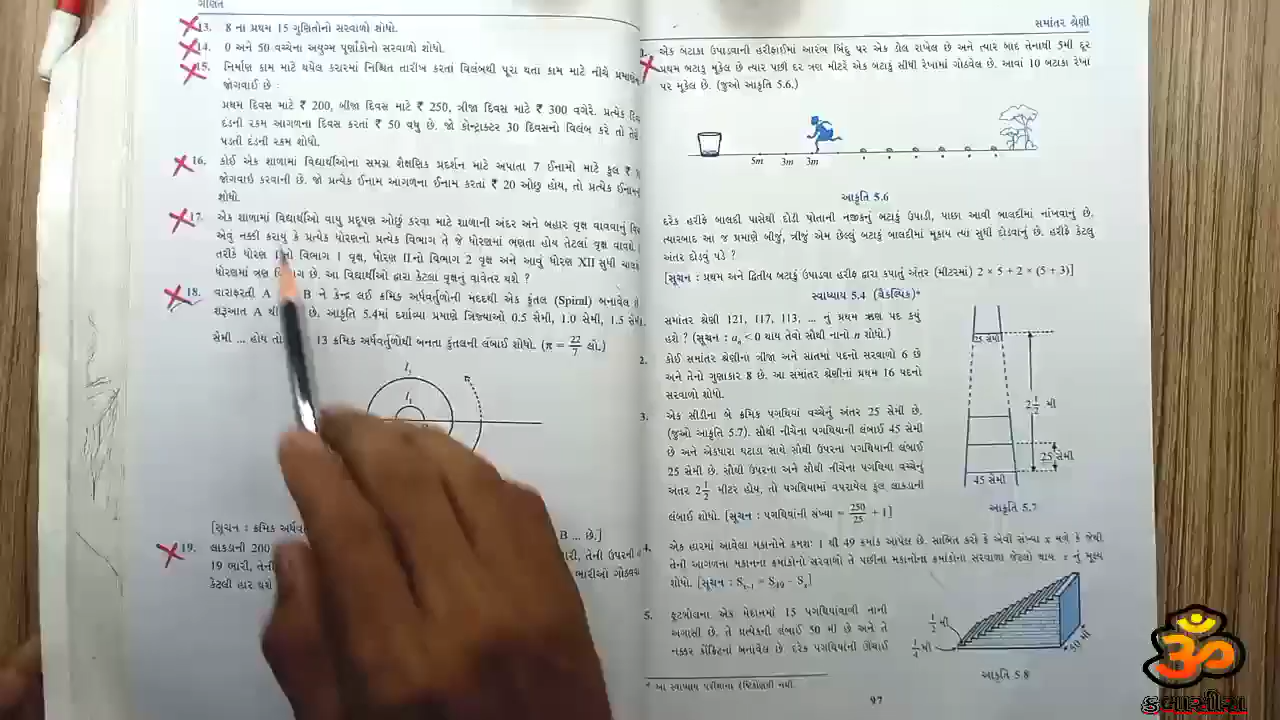 ગણિત
13. 8 ના પ્રથમ 15 ગુણિતોનો સરવાળો શોધો.
14. 0 અને 50 વચ્ચેના અયુગ્મ પૂર્ણાંકોનો સરવાળો શોધો.
15. નિર્માણ કામ માટે થયેલ કરારમાં નિશ્ચિત તારીખ કરતાં વિલંબથી પૂરા થતા કામ માટે નીચે પ્રમાણેની
જોગવાઈ છે :
પ્રથમ દિવસ માટે ₹ 200, બીજા દિવસ માટે ₹ 250, ત્રીજા દિવસ માટે ₹ 300 વગેરે. પ્રત્યેક
દંડની રકમ આગળના દિવસ કરતાં ₹ 50 વધુ છે. જો કોન્ટ્રાક્ટર 30 દિવસનો વિલંબ કરે તો
પડતી દંડની રકમ શોધો.
16. કોઈ એક શાળામાં વિદ્યાર્થીઓના સમગ્ર શૈક્ષણિક પ્રદર્શન માટે અપાતા 7 ઈનામો માટે કુલ ₹
જોગવાઈ કરવાની છે. જો પ્રત્યેક ઈનામ આગળના ઈનામ કરતાં ₹ 20 ઓછુ હોય, તો પ્રત્યેક
શોધો.
17. એક શાળામાં વિદ્યાર્થીઓ વાયુ પ્રદૂષણ ઓછું કરવા માટે શાળાની અંદર અને બહાર વૃક્ષ વાવવાનું
એવું નક્કી કરાયું કે પ્રત્યેક ધોરણનો પ્રત્યેક વિભાગ તે જે ધોરણમાં ભણતા હોય તેટલાં વૃક્ષ વાવશે
તરીકે ધોરણ વિભાગ 1 વૃક્ષ, ધોરણ IIનો વિભાગ 2 વૃક્ષ અને આવું ધોરણ XII સુધી
ધોરણમાં ત્રણ વિભાગ છે. આ વિદ્યાર્થીઓ દ્વારા કેટલા વૃક્ષનું વાવેતર થશે ?
18. વારાફરતી A B ને કેન્દ્ર લઈ ક્રમિક અર્ધવર્તુળોની મદદથી એક કુંતલ (Spiral) બનાવેલ
શરૂઆત A થી છે. આકૃતિ 5.4માં દર્શાવ્યા પ્રમાણે ત્રિજ્યાઓ 0.5 સેમી, 1.0 સેમી, 1.5 સેમી,
સેમી ... હોય તો 13 ક્રમિક અર્ધવર્તુળોથી બનતા કુંતલની લંબાઈ શોધો. (π = 22/7 લો.)
l₃
l₁
[સૂચન : ક્રમિક B ... છે.]
19. લાકડાની 200
19 ભારી,
કેટલી હાર થશે
સમાંતર શ્રેણી
એક બટાકા ઉપાડવાની હરીફાઈમાં આરંભ બિંદુ પર એક ડોલ રાખેલ છે અને ત્યાર બાદ તેનાથી 5મી દૂર
પ્રથમ બટાકુ મૂકેલ છે ત્યાર પછી દર ત્રણ મીટરે એક બટાકું સીધી રેખામાં ગોઠવેલ છે. આવાં 10 બટાકા રેખા
પર મૂકેલ છે. (જુઓ આકૃતિ 5.6.)
5m 3m 3m
આકૃતિ 5.6
દરેક હરીફે બાલદી પાસેથી દોડી પોતાની નજીકનું બટાકું ઉપાડી, પાછા આવી બાલદીમાં નાંખવાનું છે.
ત્યારબાદ આ જ પ્રમાણે બીજું, ત્રીજું એમ છેલ્લું બટાકું બાલદીમાં મૂકાય ત્યાં સુધી દોડવાનું છે. હરીફે કેટલું
અંતર દોડવું પડે ?
[સૂચન : પ્રથમ અને દ્વિતીય બટાકું ઉપાડવા હરીફ દ્વારા કપાતું અંતર (મીટરમાં) 2 × 5 + 2 × (5 + 3)]
સ્વાધ્યાય 5.4 (વૈકલ્પિક)*
સમાંતર શ્રેણી 121, 117, 113, ... નું પ્રથમ ઋણ પદ કયું
હશે ? (સૂચન : aₙ < 0 થાય તેવો સૌથી નાનો n શોધો.)
2. કોઈ સમાંતર શ્રેણીના ત્રીજા અને સાતમાં પદનો સરવાળો 6 છે
અને તેનો ગુણાકાર 8 છે. આ સમાંતર શ્રેણીનાં પ્રથમ 16 પદનો
સરવાળો શોધો.
3. એક સીડીના બે ક્રમિક પગથિયાં વચ્ચેનું અંતર 25 સેમી છે.
(જુઓ આકૃતિ 5.7). સૌથી નીચેના પગથિયાની લંબાઈ 45 સેમી
છે અને એકધારા ઘટાડા સાથે સૌથી ઉપરના પગથિયાની લંબાઈ
25 સેમી છે. સૌથી ઉપરના અને સૌથી નીચેના પગથિયા વચ્ચેનું
અંતર 2 1/2 મીટર હોય, તો પગથિયામાં વપરાયેલ કુલ લાકડાની
લંબાઈ શોધો. [સૂચન : પગથિયાંની સંખ્યા = 250/25 + 1]
25 સેમી
2 1/2 મી
25 સેમી
45 સેમી
આકૃતિ 5.7
4. એક હારમાં આવેલા મકાનોને ક્રમશઃ 1 થી 49 ક્રમાંક આપેલ છે. સાબિત કરો કે એવી સંખ્યા x મળે કે જેથી
તેની આગળના મકાનના ક્રમાંકોનો સરવાળો તે પછીના મકાનોના ક્રમાંકોના સરવાળા જેટલો થાય. x નું મૂલ્ય
શોધો. [સૂચન : Sₓ₋₁ = S₄₉ − Sₓ]
5. ફૂટબોલના એક મેદાનમાં 15 પગથિયાંવાળી નાની
અગાસી છે. તે પ્રત્યેકની લંબાઈ 50 મી છે અને તે
નક્કર કોંક્રિટનાં બનાવેલ છે. દરેક પગથિયાંની ઊંચાઈ
1/2 મી
1/4 મી
50 મી
આકૃતિ 5.8
* આ સ્વાધ્યાય પરીક્ષાના દૃષ્ટિકોણથી નથી.
97
ૐ
કલાશીય